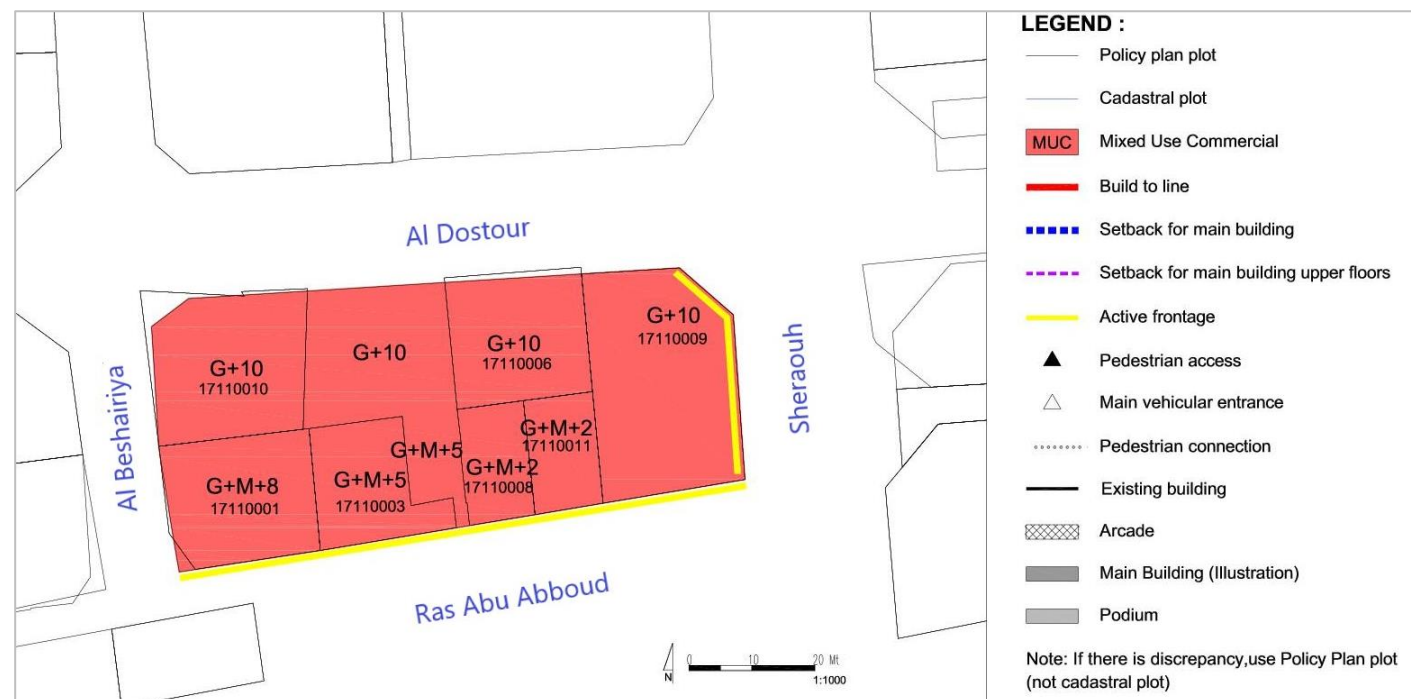 Al Dostour
Al Beshairiya
Sheraouh
Ras Abu Abboud
G+10
17110010
G+10
G+10
17110006
G+10
17110009
G+M+8
17110001
G+M+5
17110003
G+M+5
G+M+2
17110008
G+M+2
17110011
N
0 10 20 Mt
1:1000
LEGEND :
Policy plan plot
Cadastral plot
MUC Mixed Use Commercial
Build to line
Setback for main building
Setback for main building upper floors
Active frontage
Pedestrian access
Main vehicular entrance
Pedestrian connection
Existing building
Arcade
Main Building (Illustration)
Podium
Note: If there is discrepancy,use Policy Plan plot
(not cadastral plot)